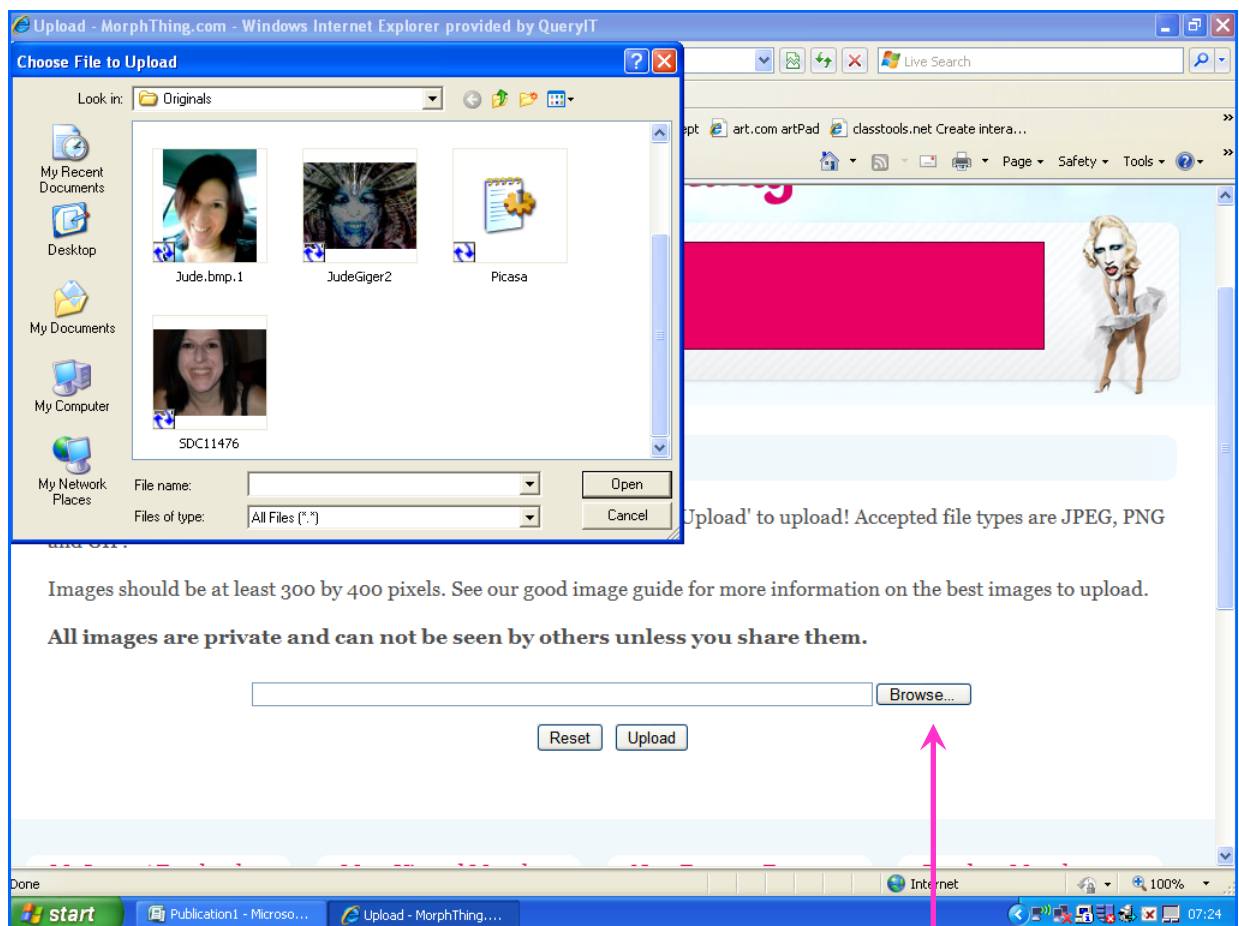 Upload - MorphThing.com - Windows Internet Explorer provided by QueryIT
Choose File to Upload
Live Search
Look in:
Originals
art.com artPad
classtools.net Create intera...
Page
Safety
Tools
My Recent
Documents
Desktop
My Documents
My Computer
My Network
Places
Jude.bmp.1
JudeGiger2
Picasa
SDC11476
File name:
Open
Files of type:
All Files (*.*)
Cancel
Upload' to upload! Accepted file types are JPEG, PNG
Images should be at least 300 by 400 pixels. See our good image guide for more information on the best images to upload.
All images are private and can not be seen by others unless you share them.
Browse...
Reset
Upload
Done
Internet
100%
start
Publication1 - Microso...
Upload - MorphThing....
07:24